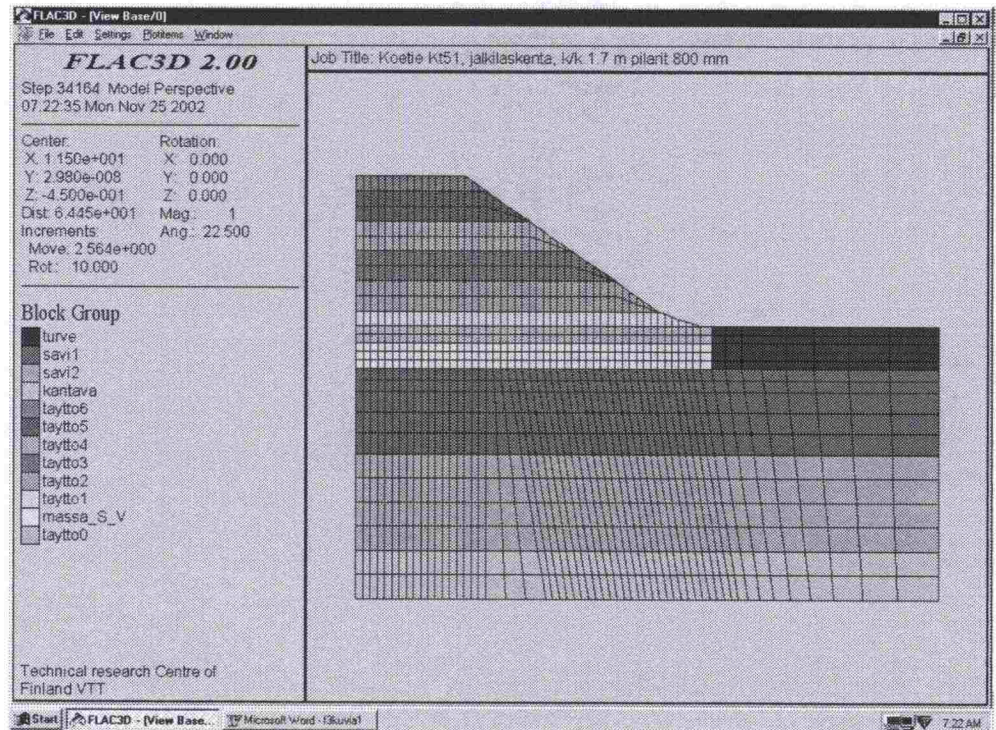 FLAC3D - [View Base/0]
File Edit Settings Plotitems Window
FLAC3D 2.00
Step 34164 Model Perspective
07:22:35 Mon Nov 25 2002
Center: Rotation:
X: 1.150e+001 X: 0.000
Y: 2.980e-008 Y: 0.000
Z: -4.500e-001 Z: 0.000
Dist: 6.445e+001 Mag.: 1
Increments: Ang.: 22.500
Move: 2.564e+000
Rot.: 10.000
Block Group
turve
savi1
savi2
kantava
taytto6
taytto5
taytto4
taytto3
taytto2
taytto1
massa_S_V
taytto0
Technical research Centre of
Finland VTT
Job Title: Koetie Kt51, jalkilaskenta, k/k 1.7 m pilarit 800 mm
Start FLAC3D - [View Base... Microsoft Word - f3kuvia1 7:22 AM